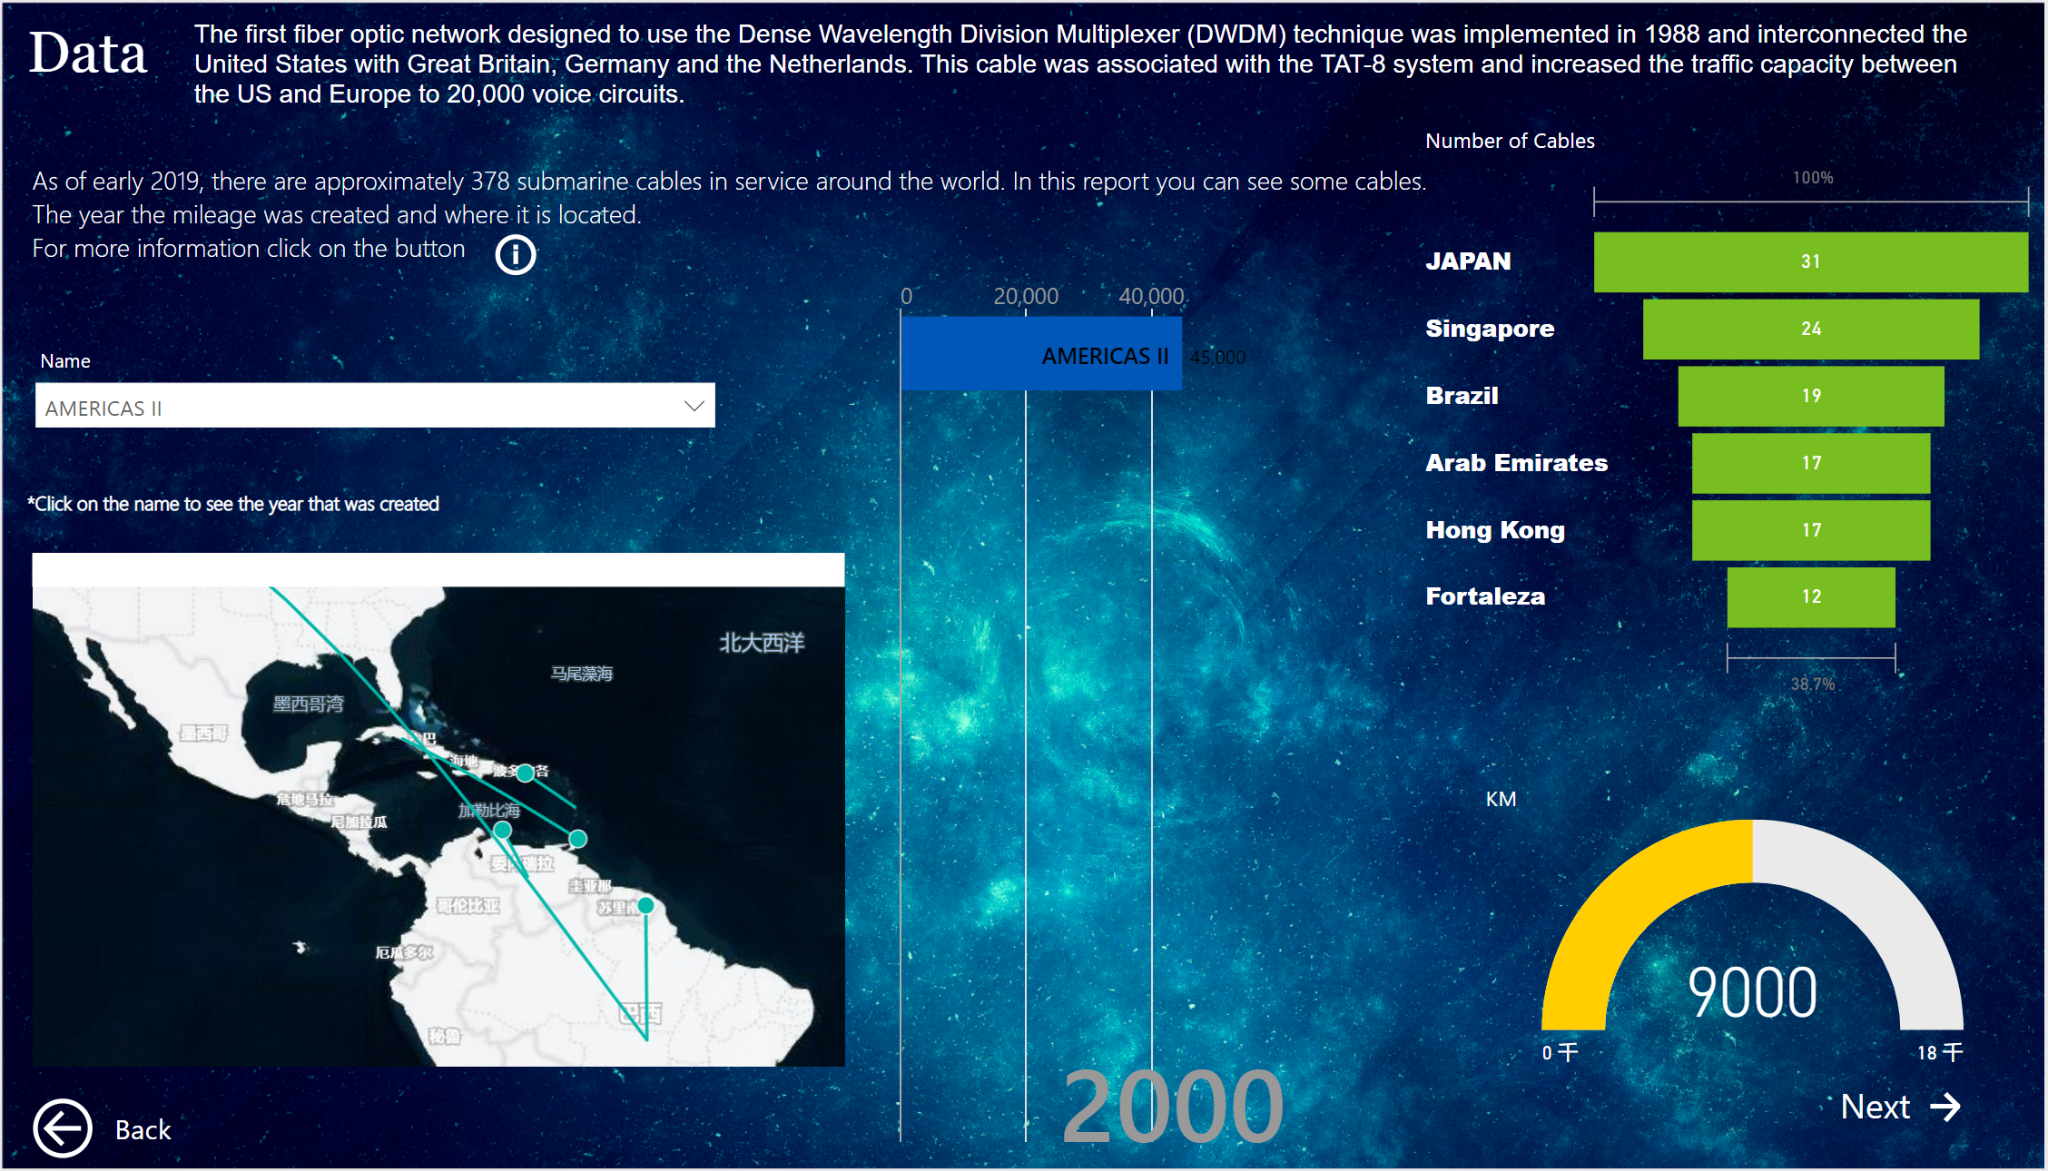 Data
The first fiber optic network designed to use the Dense Wavelength Division Multiplexer (DWDM) technique was implemented in 1988 and interconnected the
United States with Great Britain, Germany and the Netherlands. This cable was associated with the TAT-8 system and increased the traffic capacity between
the US and Europe to 20,000 voice circuits.
As of early 2019, there are approximately 378 submarine cables in service around the world. In this report you can see some cables.
The year the mileage was created and where it is located.
For more information click on the button
Name
AMERICAS II
*Click on the name to see the year that was created
北大西洋
马尾藻海
墨西哥湾
墨西哥
巴
海地
波多
各
加勒比海
危地马拉
尼加拉瓜
委内瑞拉
圭亚那
苏里南
哥伦比亚
厄瓜多尔
巴西
秘鲁
Back
0 20,000 40,000
AMERICAS II 45,000
2000
Number of Cables
100%
JAPAN 31
Singapore 24
Brazil 19
Arab Emirates 17
Hong Kong 17
Fortaleza 12
38.7%
KM
9000
0 千 18 千
Next